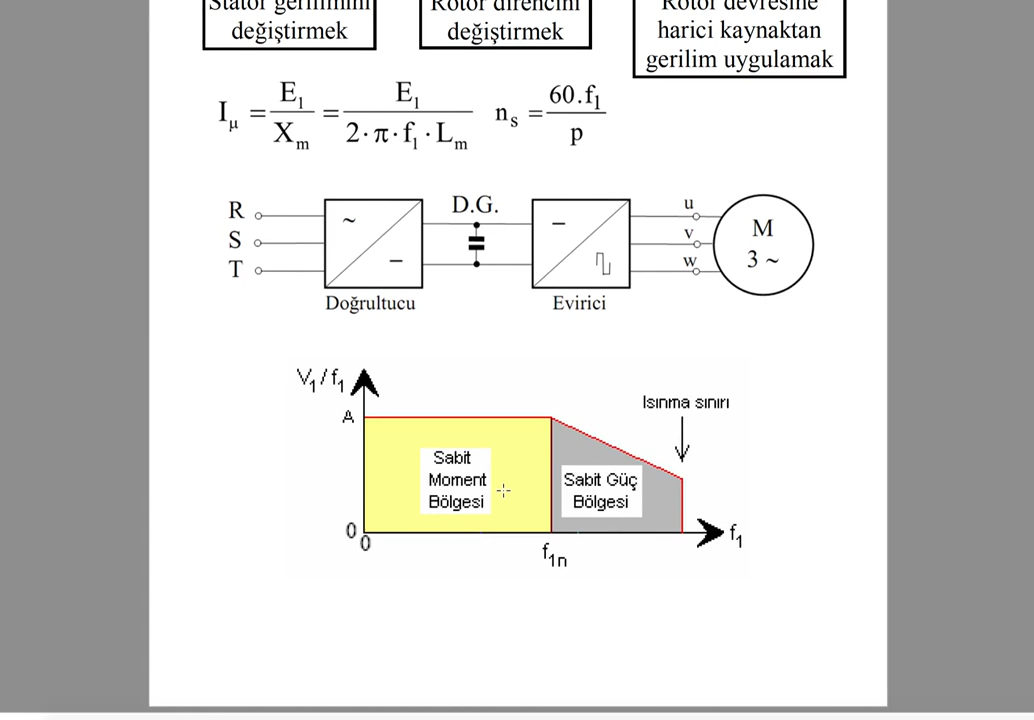 Stator gerilimini
değiştirmek
Rotor direncini
değiştirmek
Rotor devresine
harici kaynaktan
gerilim uygulamak
I_μ = E_1 / X_m = E_1 / (2·π·f_1·L_m)
n_s = 60.f_1 / p
R
S
T
~
–
D.G.
–
u
v
w
M
3 ~
Doğrultucu
Evirici
V_1/f_1
A
Isınma sınırı
Sabit
Moment
Bölgesi
Sabit Güç
Bölgesi
0
0
f_1n
f_1